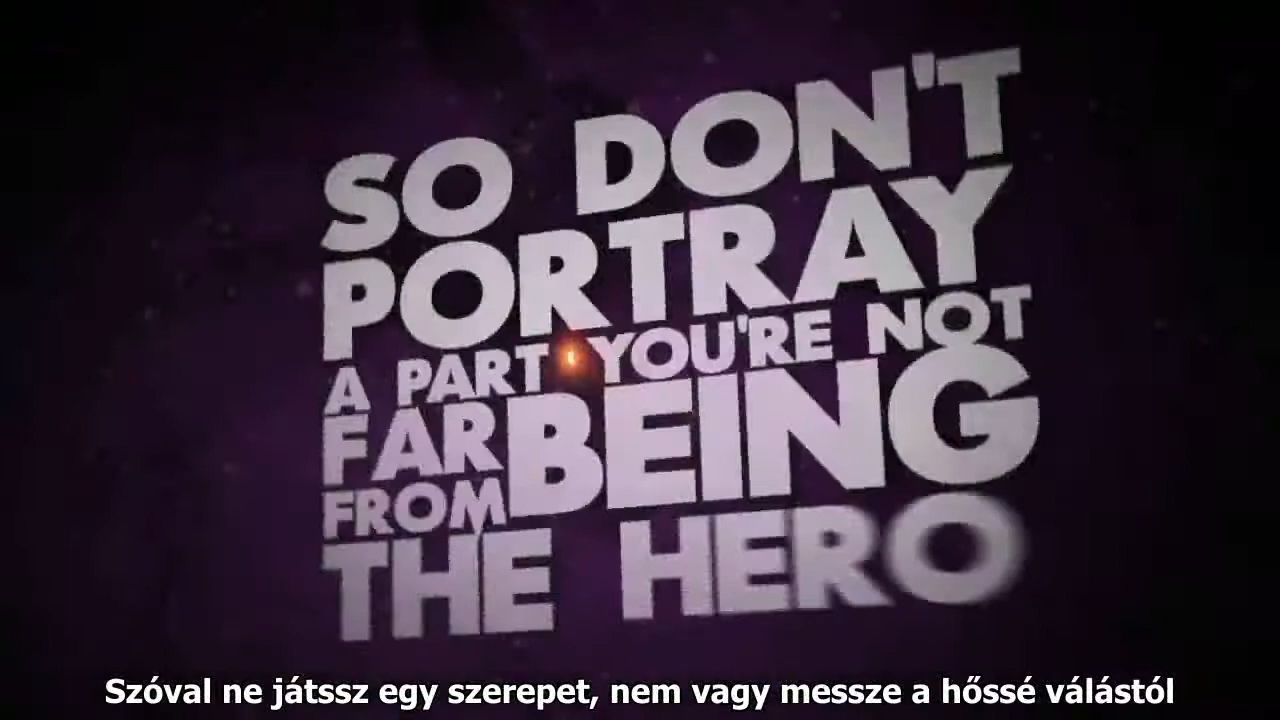 SO DON'T
PORTRAY
A PART YOU'RE NOT
FAR BEING
FROM
THE HERO
Szóval ne játssz egy szerepet, nem vagy messze a hőssé válástól